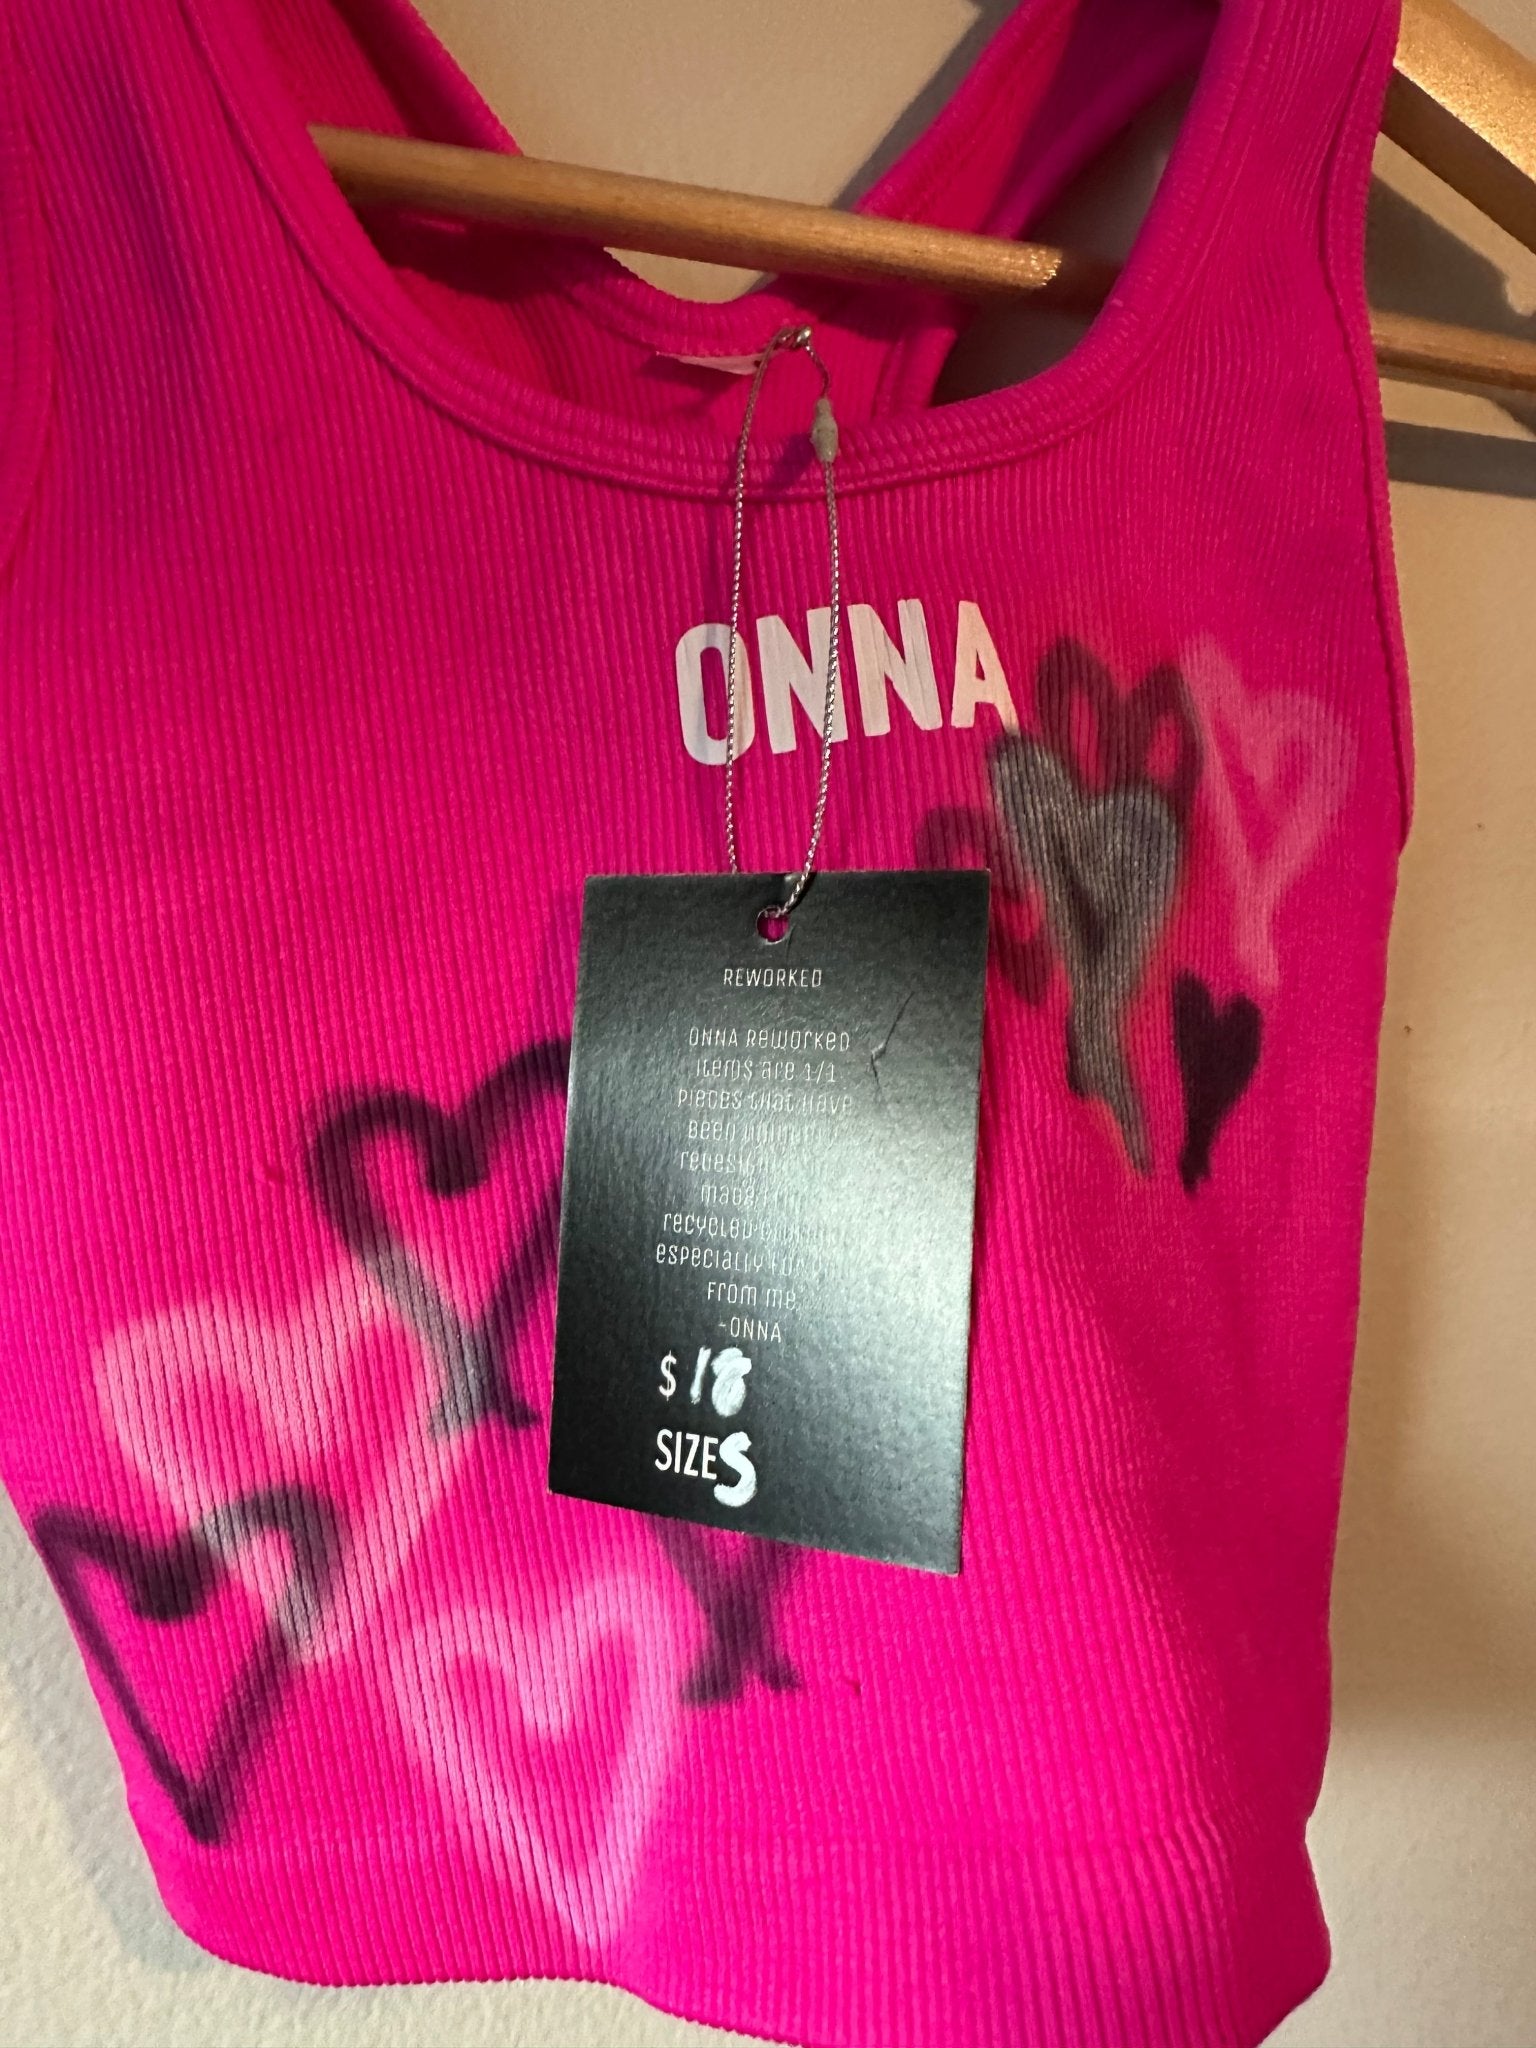 ONNA
REWORKED
ONNA REWORKED
ITEMS ARE 1/1
PIECES THAT HAVE
BEEN
MADE
RECYCLED
ESPECIALLY
FROM ME,
-ONNA
$ 18
SIZE S